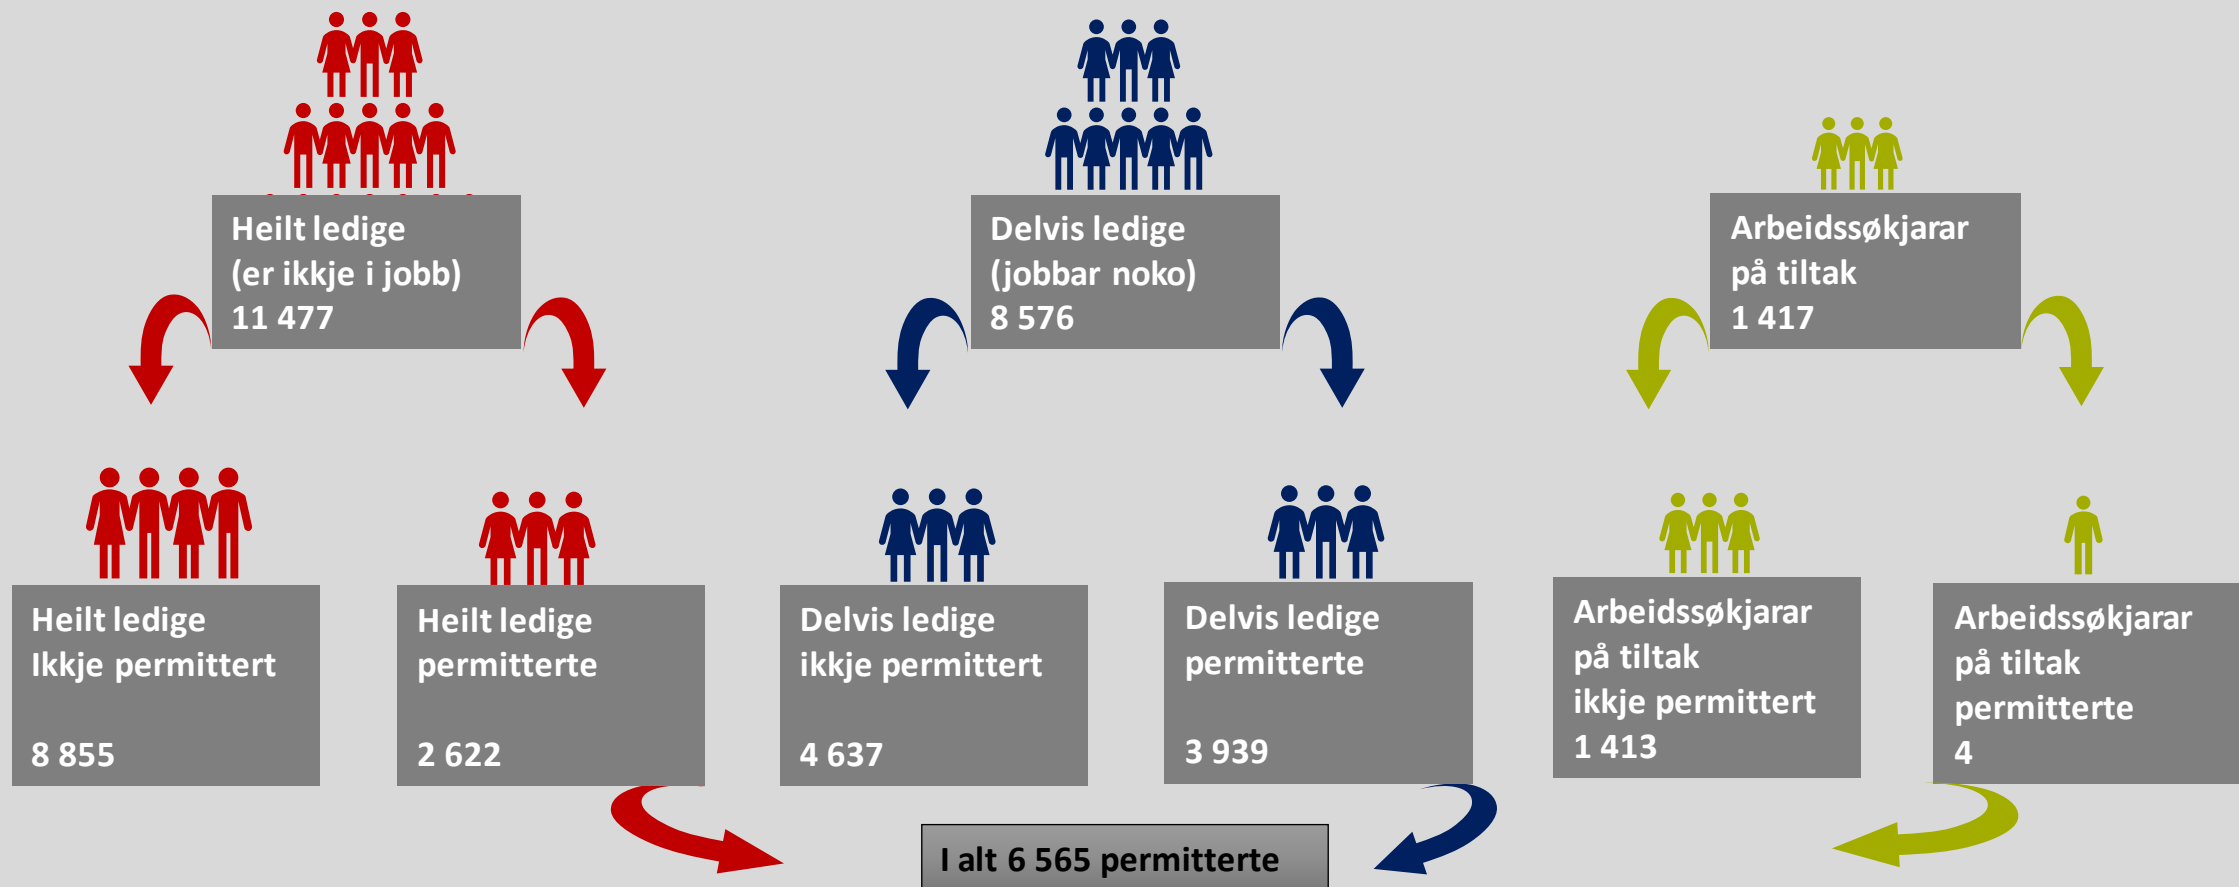 Heilt ledige
(er ikkje i jobb)
11 477
Delvis ledige
(jobbar noko)
8 576
Arbeidssøkjarar
på tiltak
1 417
Heilt ledige
Ikkje permittert
8 855
Heilt ledige
permitterte
2 622
Delvis ledige
ikkje permittert
4 637
Delvis ledige
permitterte
3 939
Arbeidssøkjarar
på tiltak
ikkje permittert
1 413
Arbeidssøkjarar
på tiltak
permitterte
4
I alt 6 565 permitterte